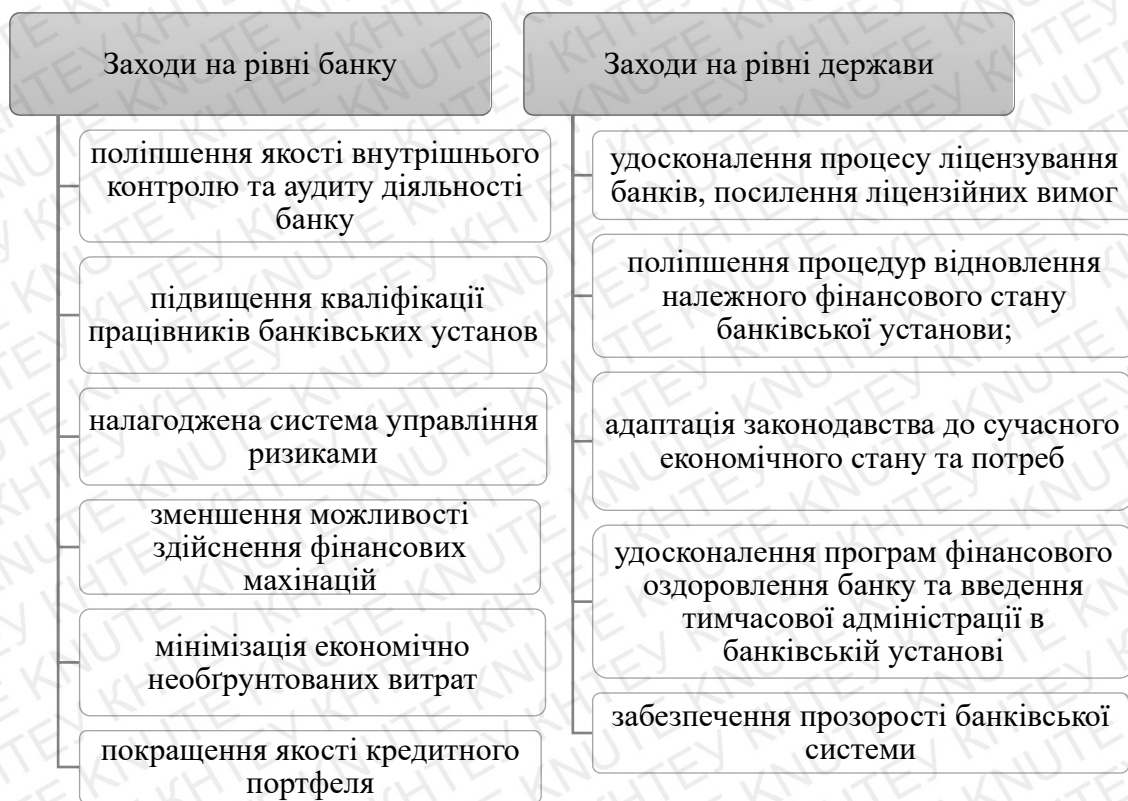 Заходи на рівні банку
поліпшення якості внутрішнього
контролю та аудиту діяльності
банку
підвищення кваліфікації
працівників банківських установ
налагоджена система управління
ризиками
зменшення можливості
здійснення фінансових
махінацій
мінімізація економічно
необґрунтованих витрат
покращення якості кредитного
портфеля
Заходи на рівні держави
удосконалення процесу ліцензування
банків, посилення ліцензійних вимог
поліпшення процедур відновлення
належного фінансового стану
банківської установи;
адаптація законодавства до сучасного
економічного стану та потреб
удосконалення програм фінансового
оздоровлення банку та введення
тимчасової адміністрації в
банківській установі
забезпечення прозорості банківської
системи